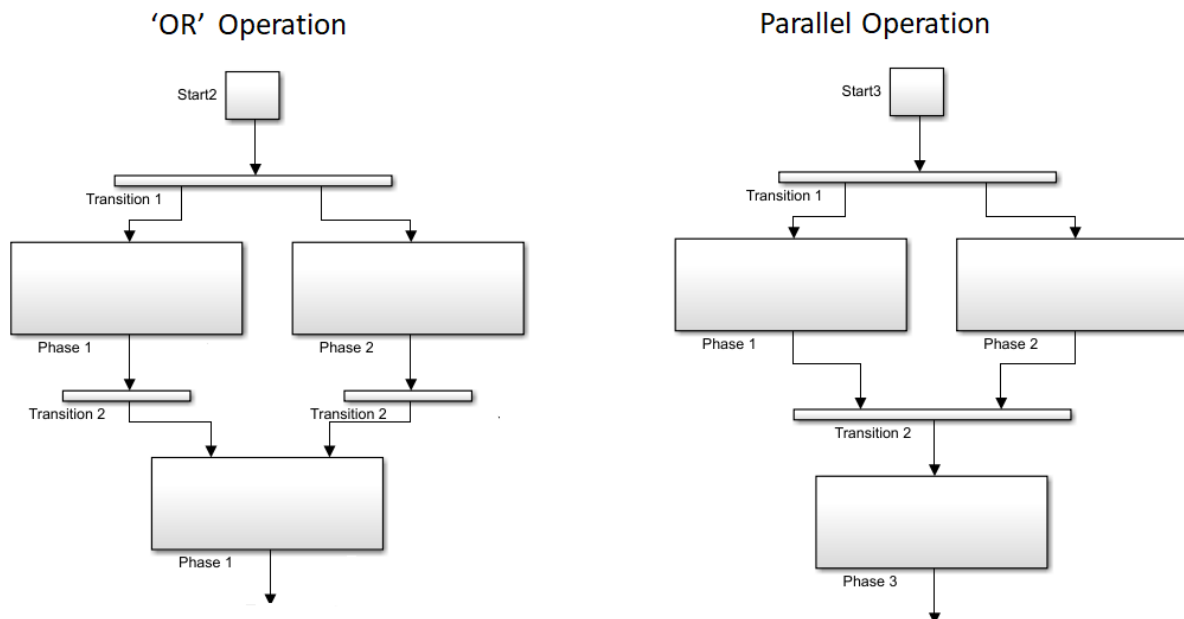 ‘OR’ Operation
Start2
Transition 1
Phase 1
Phase 2
Transition 2
Transition 2
Phase 1
Parallel Operation
Start3
Transition 1
Phase 1
Phase 2
Transition 2
Phase 3